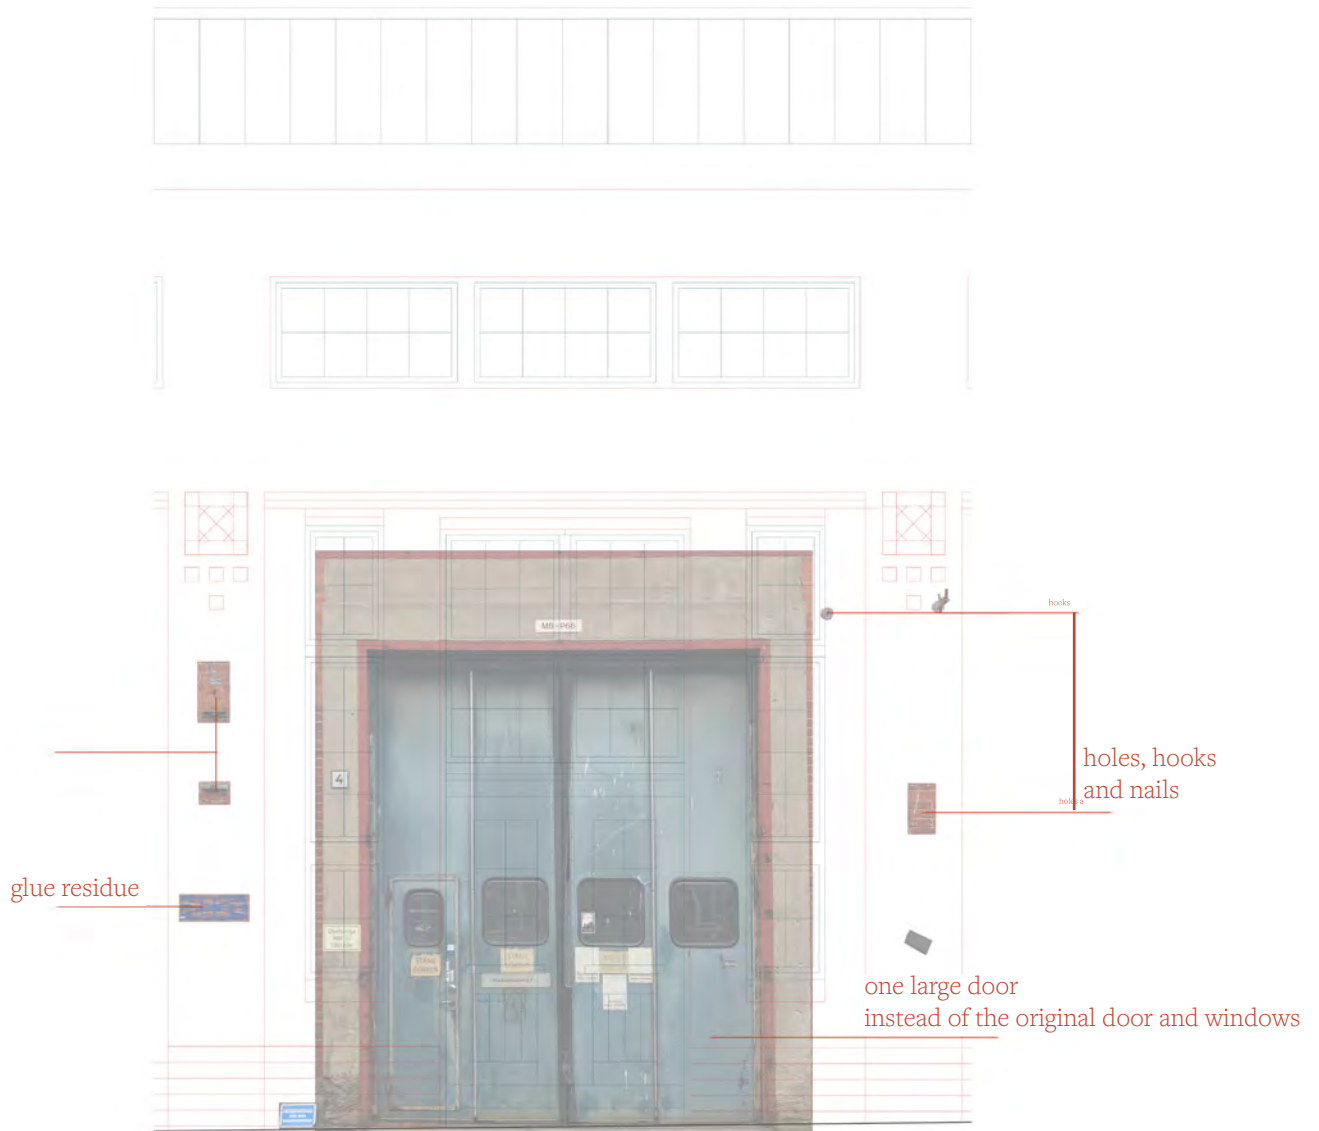 MB-P66
hooks
4
holes, hooks
and nails
holes a
glue residue
one large door
instead of the original door and windows